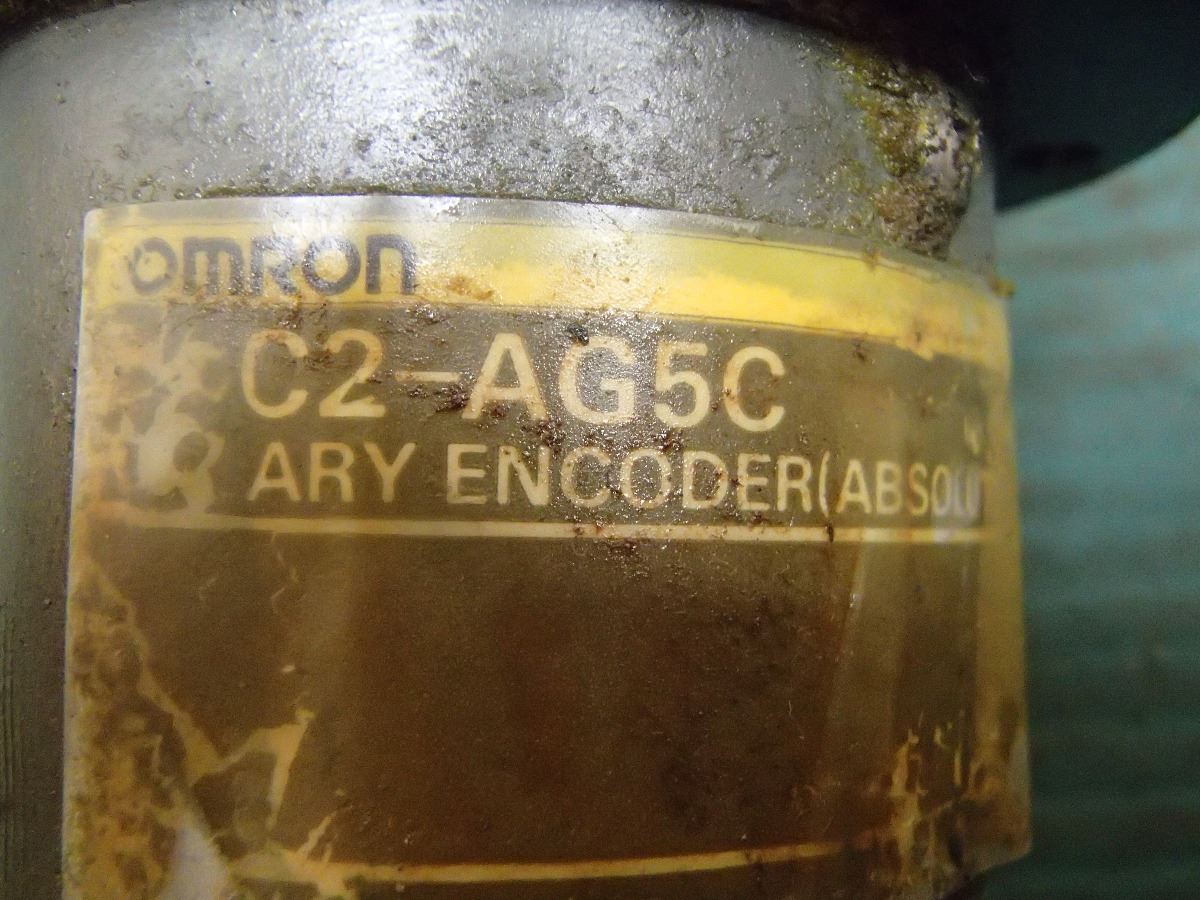 OMRON
C2-AG5C
ARY ENCODER(ABSOLU